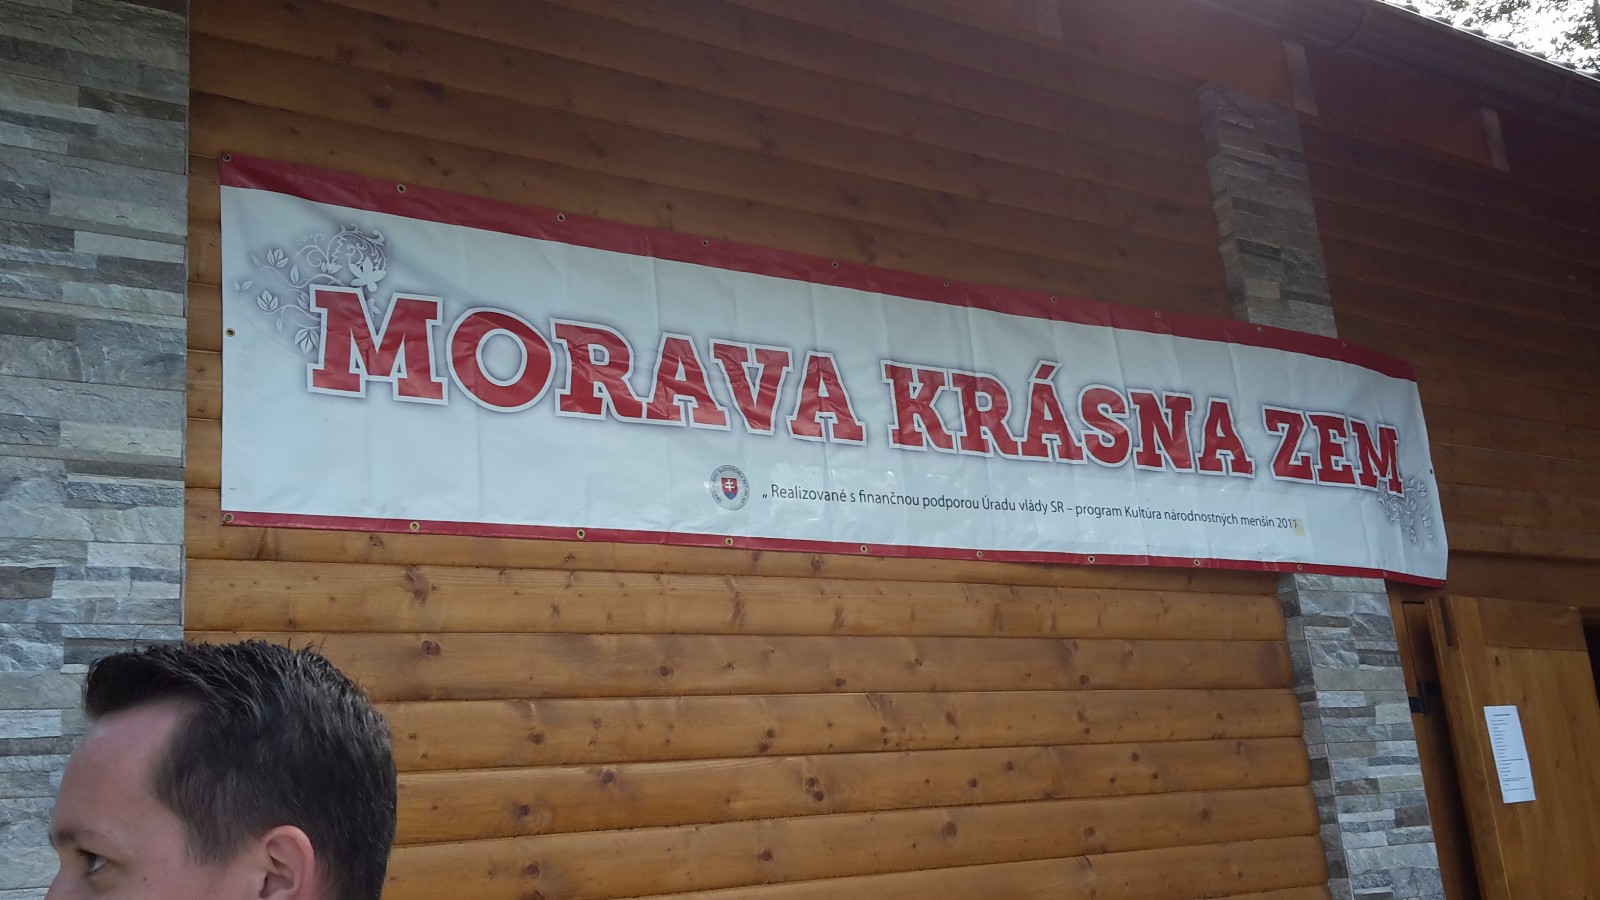 MORAVA KRÁSNA ZEM
„ Realizované s finančnou podporou Úradu vlády SR – program Kultúra národnostných menšín 2017